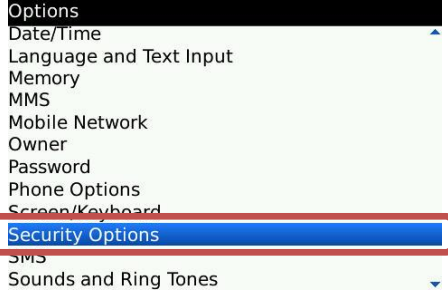 Options
Date/Time
Language and Text Input
Memory
MMS
Mobile Network
Owner
Password
Phone Options
Screen/Keyboard
Security Options
SMS
Sounds and Ring Tones